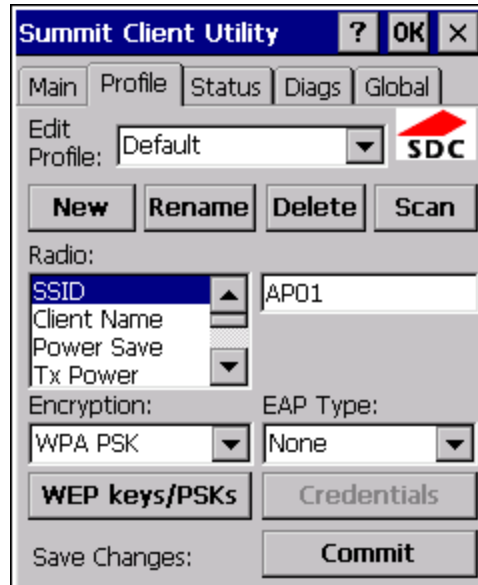 Summit Client Utility ? OK ×
Main Profile Status Diags Global
Edit
Profile: Default
SDC
New Rename Delete Scan
Radio:
SSID AP01
Client Name
Power Save
Tx Power
Encryption: EAP Type:
WPA PSK None
WEP keys/PSKs Credentials
Save Changes: Commit